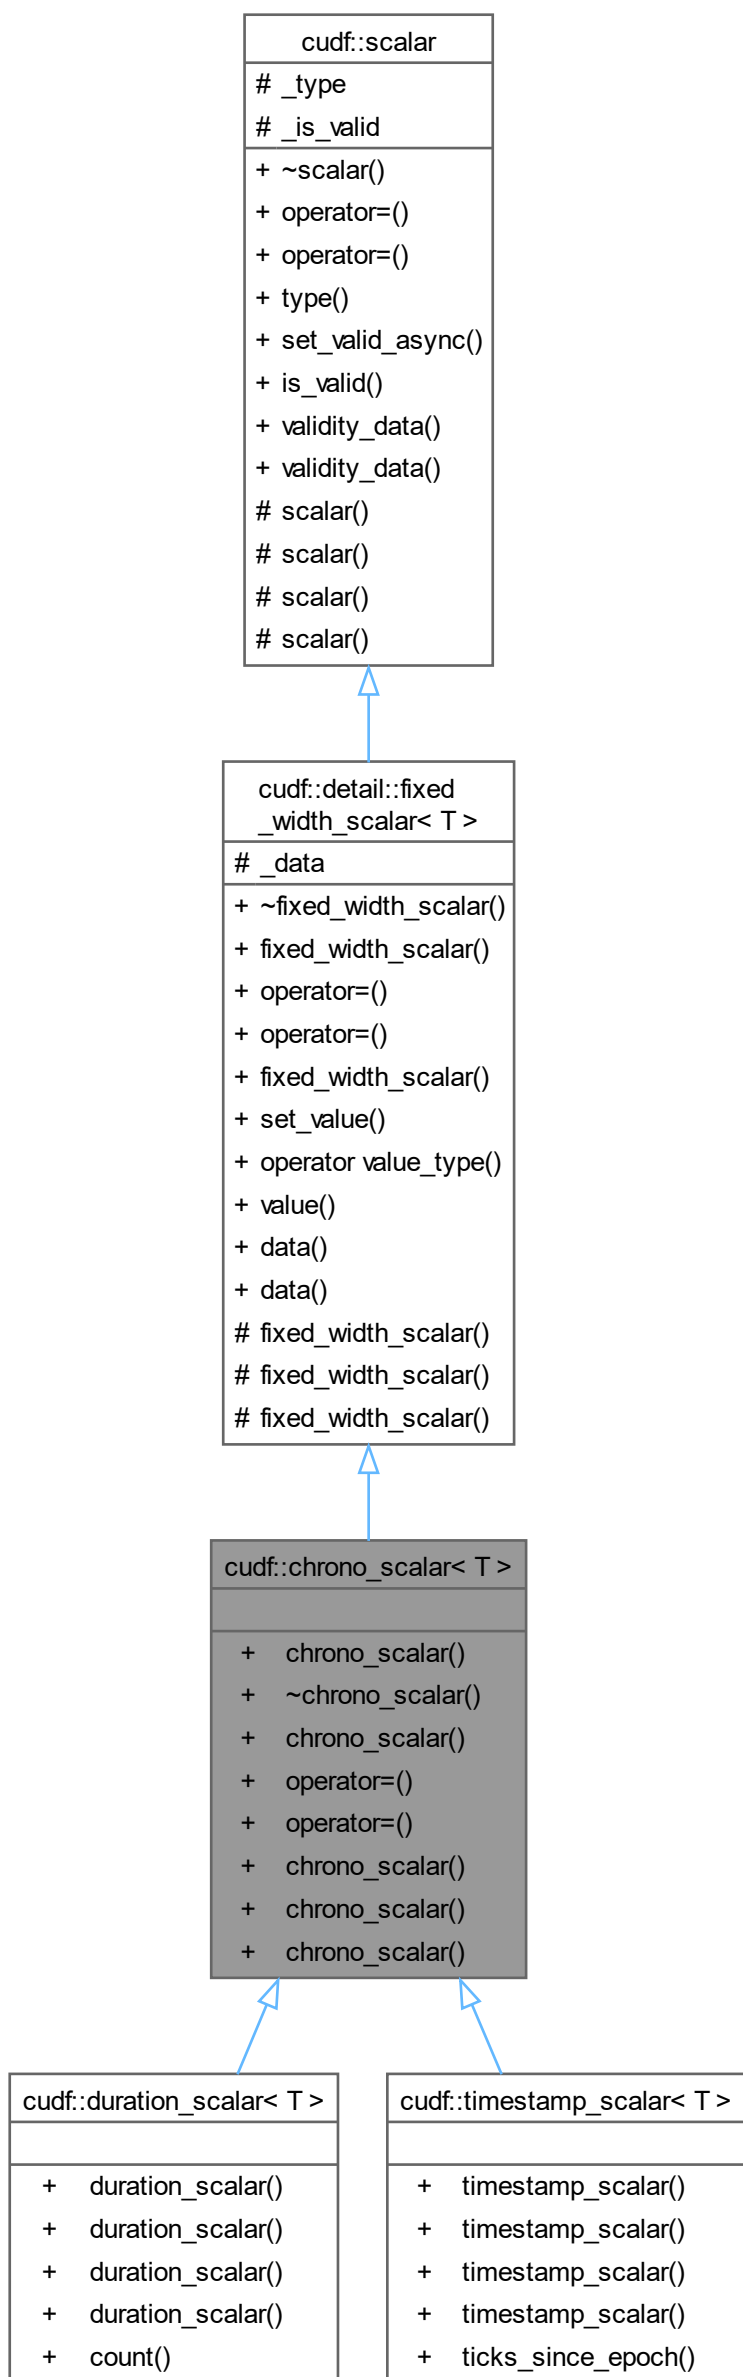 cudf::scalar
# _type
# _is_valid
+ ~scalar()
+ operator=()
+ operator=()
+ type()
+ set_valid_async()
+ is_valid()
+ validity_data()
+ validity_data()
# scalar()
# scalar()
# scalar()
# scalar()
cudf::detail::fixed
_width_scalar< T >
# _data
+ ~fixed_width_scalar()
+ fixed_width_scalar()
+ operator=()
+ operator=()
+ fixed_width_scalar()
+ set_value()
+ operator value_type()
+ value()
+ data()
+ data()
# fixed_width_scalar()
# fixed_width_scalar()
# fixed_width_scalar()
cudf::chrono_scalar< T >
+ chrono_scalar()
+ ~chrono_scalar()
+ chrono_scalar()
+ operator=()
+ operator=()
+ chrono_scalar()
+ chrono_scalar()
+ chrono_scalar()
cudf::duration_scalar< T >
+ duration_scalar()
+ duration_scalar()
+ duration_scalar()
+ duration_scalar()
+ count()
cudf::timestamp_scalar< T >
+ timestamp_scalar()
+ timestamp_scalar()
+ timestamp_scalar()
+ timestamp_scalar()
+ ticks_since_epoch()